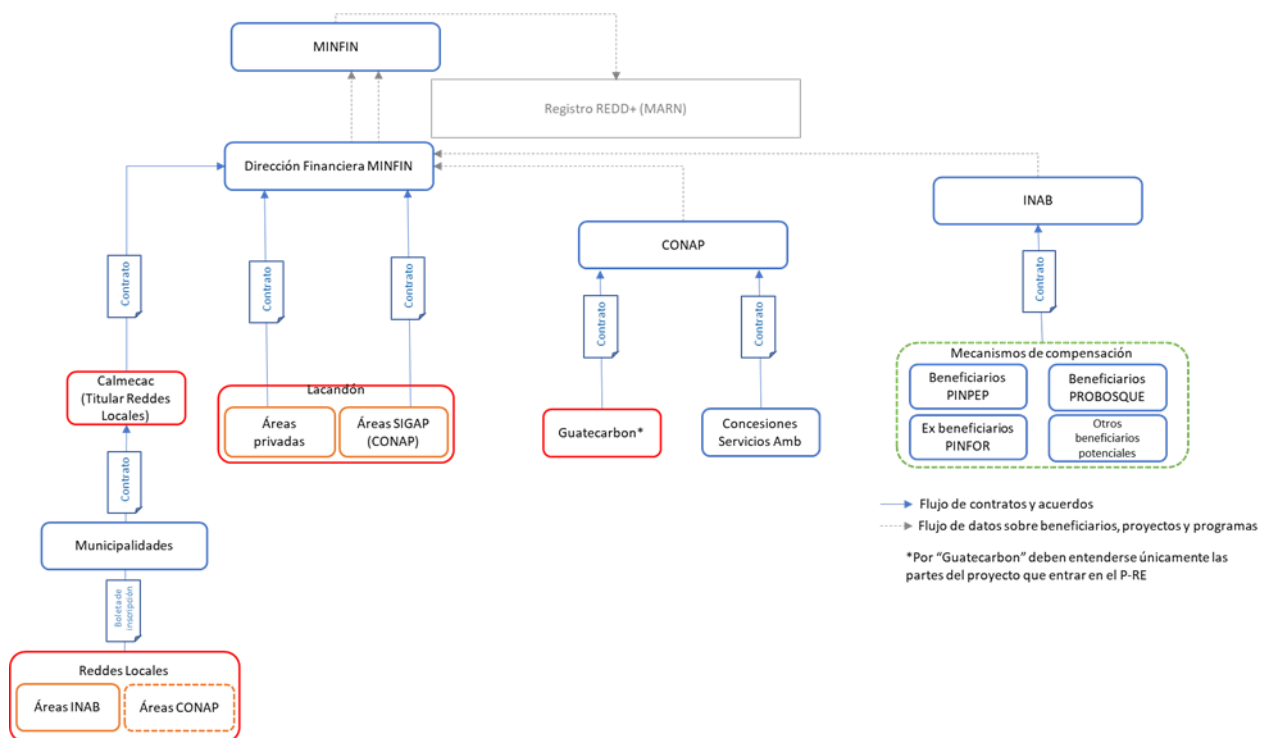 MINFIN
Registro REDD+ (MARN)
Dirección Financiera MINFIN
INAB
CONAP
Contrato
Contrato
Contrato
Contrato
Contrato
Contrato
Mecanismos de compensación
Beneficiarios
PINPEP
Beneficiarios
PROBOSQUE
Ex beneficiarios
PINFOR
Otros
beneficiarios
potenciales
Calmecac
(Titular Reddes
Locales)
Lacandón
Áreas
privadas
Áreas SIGAP
(CONAP)
Guatecarbon*
Concesiones
Servicios Amb
Contrato
Municipalidades
Boleta de
inscripción
Reddes Locales
Áreas INAB
Áreas CONAP
Flujo de contratos y acuerdos
Flujo de datos sobre beneficiarios, proyectos y programas
*Por “Guatecarbon” deben entenderse únicamente las
partes del proyecto que entrar en el P-RE